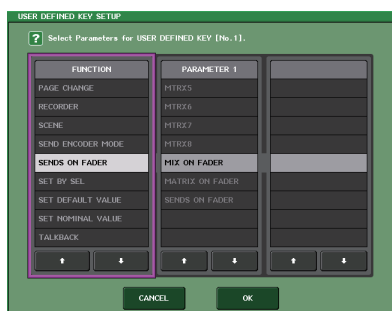 USER DEFINED KEY SETUP
? Select Parameters for USER DEFINED KEY [No.1].
FUNCTION
PAGE CHANGE
RECORDER
SCENE
SEND ENCODER MODE
SENDS ON FADER
SET BY SEL
SET DEFAULT VALUE
SET NOMINAL VALUE
TALKBACK
PARAMETER 1
MTRX5
MTRX6
MTRX7
MTRX8
MIX ON FADER
MATRIX ON FADER
SENDS ON FADER
CANCEL
OK